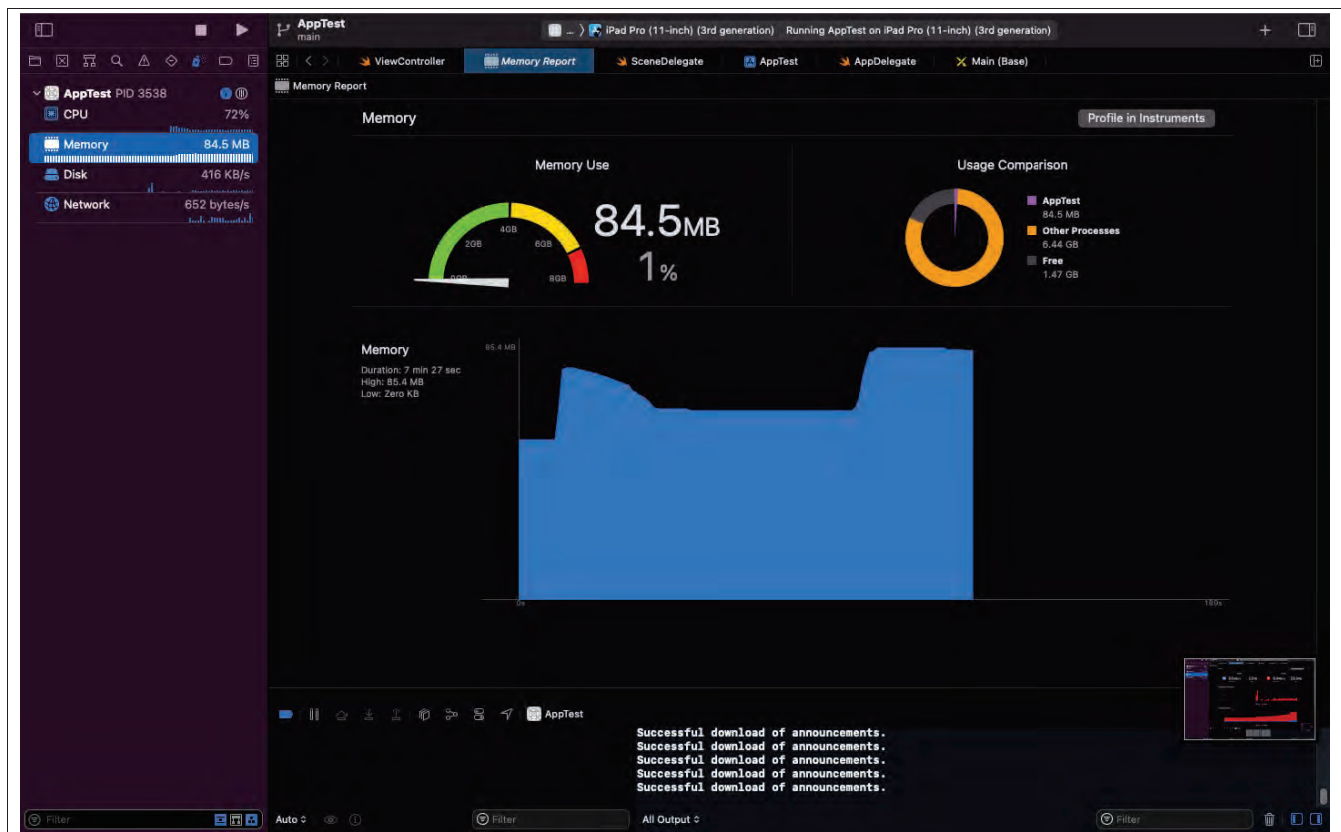 AppTest
main
... iPad Pro (11-inch) (3rd generation) Running AppTest on iPad Pro (11-inch) (3rd generation)
ViewController Memory Report SceneDelegate AppTest AppDelegate Main (Base)
AppTest PID 3538
CPU 72%
Memory 84.5 MB
Disk 416 KB/s
Network 652 bytes/s
Memory Report
Memory
Profile in Instruments
Memory Use
0GB
2GB
4GB
6GB
8GB
84.5MB
1%
Usage Comparison
AppTest
84.5 MB
Other Processes
6.44 GB
Free
1.47 GB
Memory
Duration: 7 min 27 sec
High: 85.4 MB
Low: Zero KB
85.4 MB
0s
189s
AppTest
Successful download of announcements.
Successful download of announcements.
Successful download of announcements.
Successful download of announcements.
Successful download of announcements.
Filter
Auto
Filter
All Output
Filter